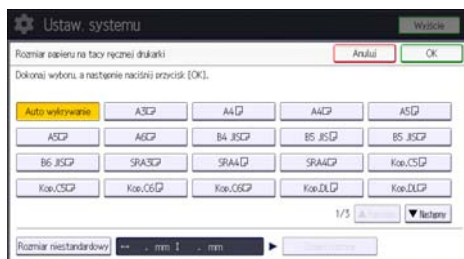 Ustaw. systemu
Wyjście
Rozmiar papieru na tacy ręcznej drukarki
Anuluj
OK
Dokonaj wyboru, a następnie naciśnij przycisk [OK].
Auto wykrywanie A3 A4 A4 A5
A5 A6 B4 JIS B5 JIS B5 JIS
B6 JIS SRA3 SRA4 SRA4 Kop.C5
Kop.C5 Kop.C6 Kop.C6 Kop.DL Kop.DL
1/3
▼ Następny
Rozmiar niestandardowy ↔ . mm ↕ . mm ▶